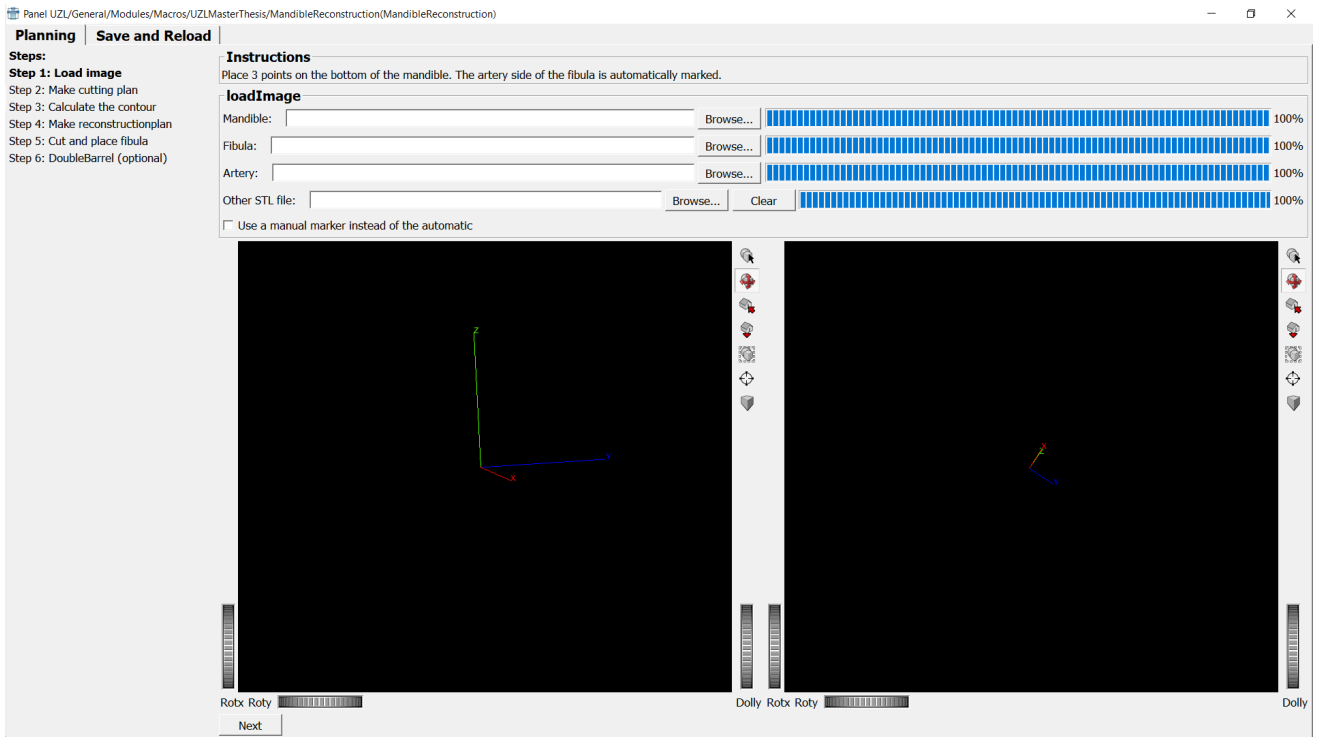 Panel UZL/General/Modules/Macros/UZLMasterThesis/MandibleReconstruction(MandibleReconstruction)
Planning
Save and Reload
Steps:
Step 1: Load image
Step 2: Make cutting plan
Step 3: Calculate the contour
Step 4: Make reconstructionplan
Step 5: Cut and place fibula
Step 6: DoubleBarrel (optional)
Instructions
Place 3 points on the bottom of the mandible. The artery side of the fibula is automatically marked.
loadImage
Mandible: Browse... 100%
Fibula: Browse... 100%
Artery: Browse... 100%
Other STL file: Browse... Clear 100%
Use a manual marker instead of the automatic
Z
Y
X
X
Z
Y
Rotx Roty Dolly Rotx Roty Dolly
Next